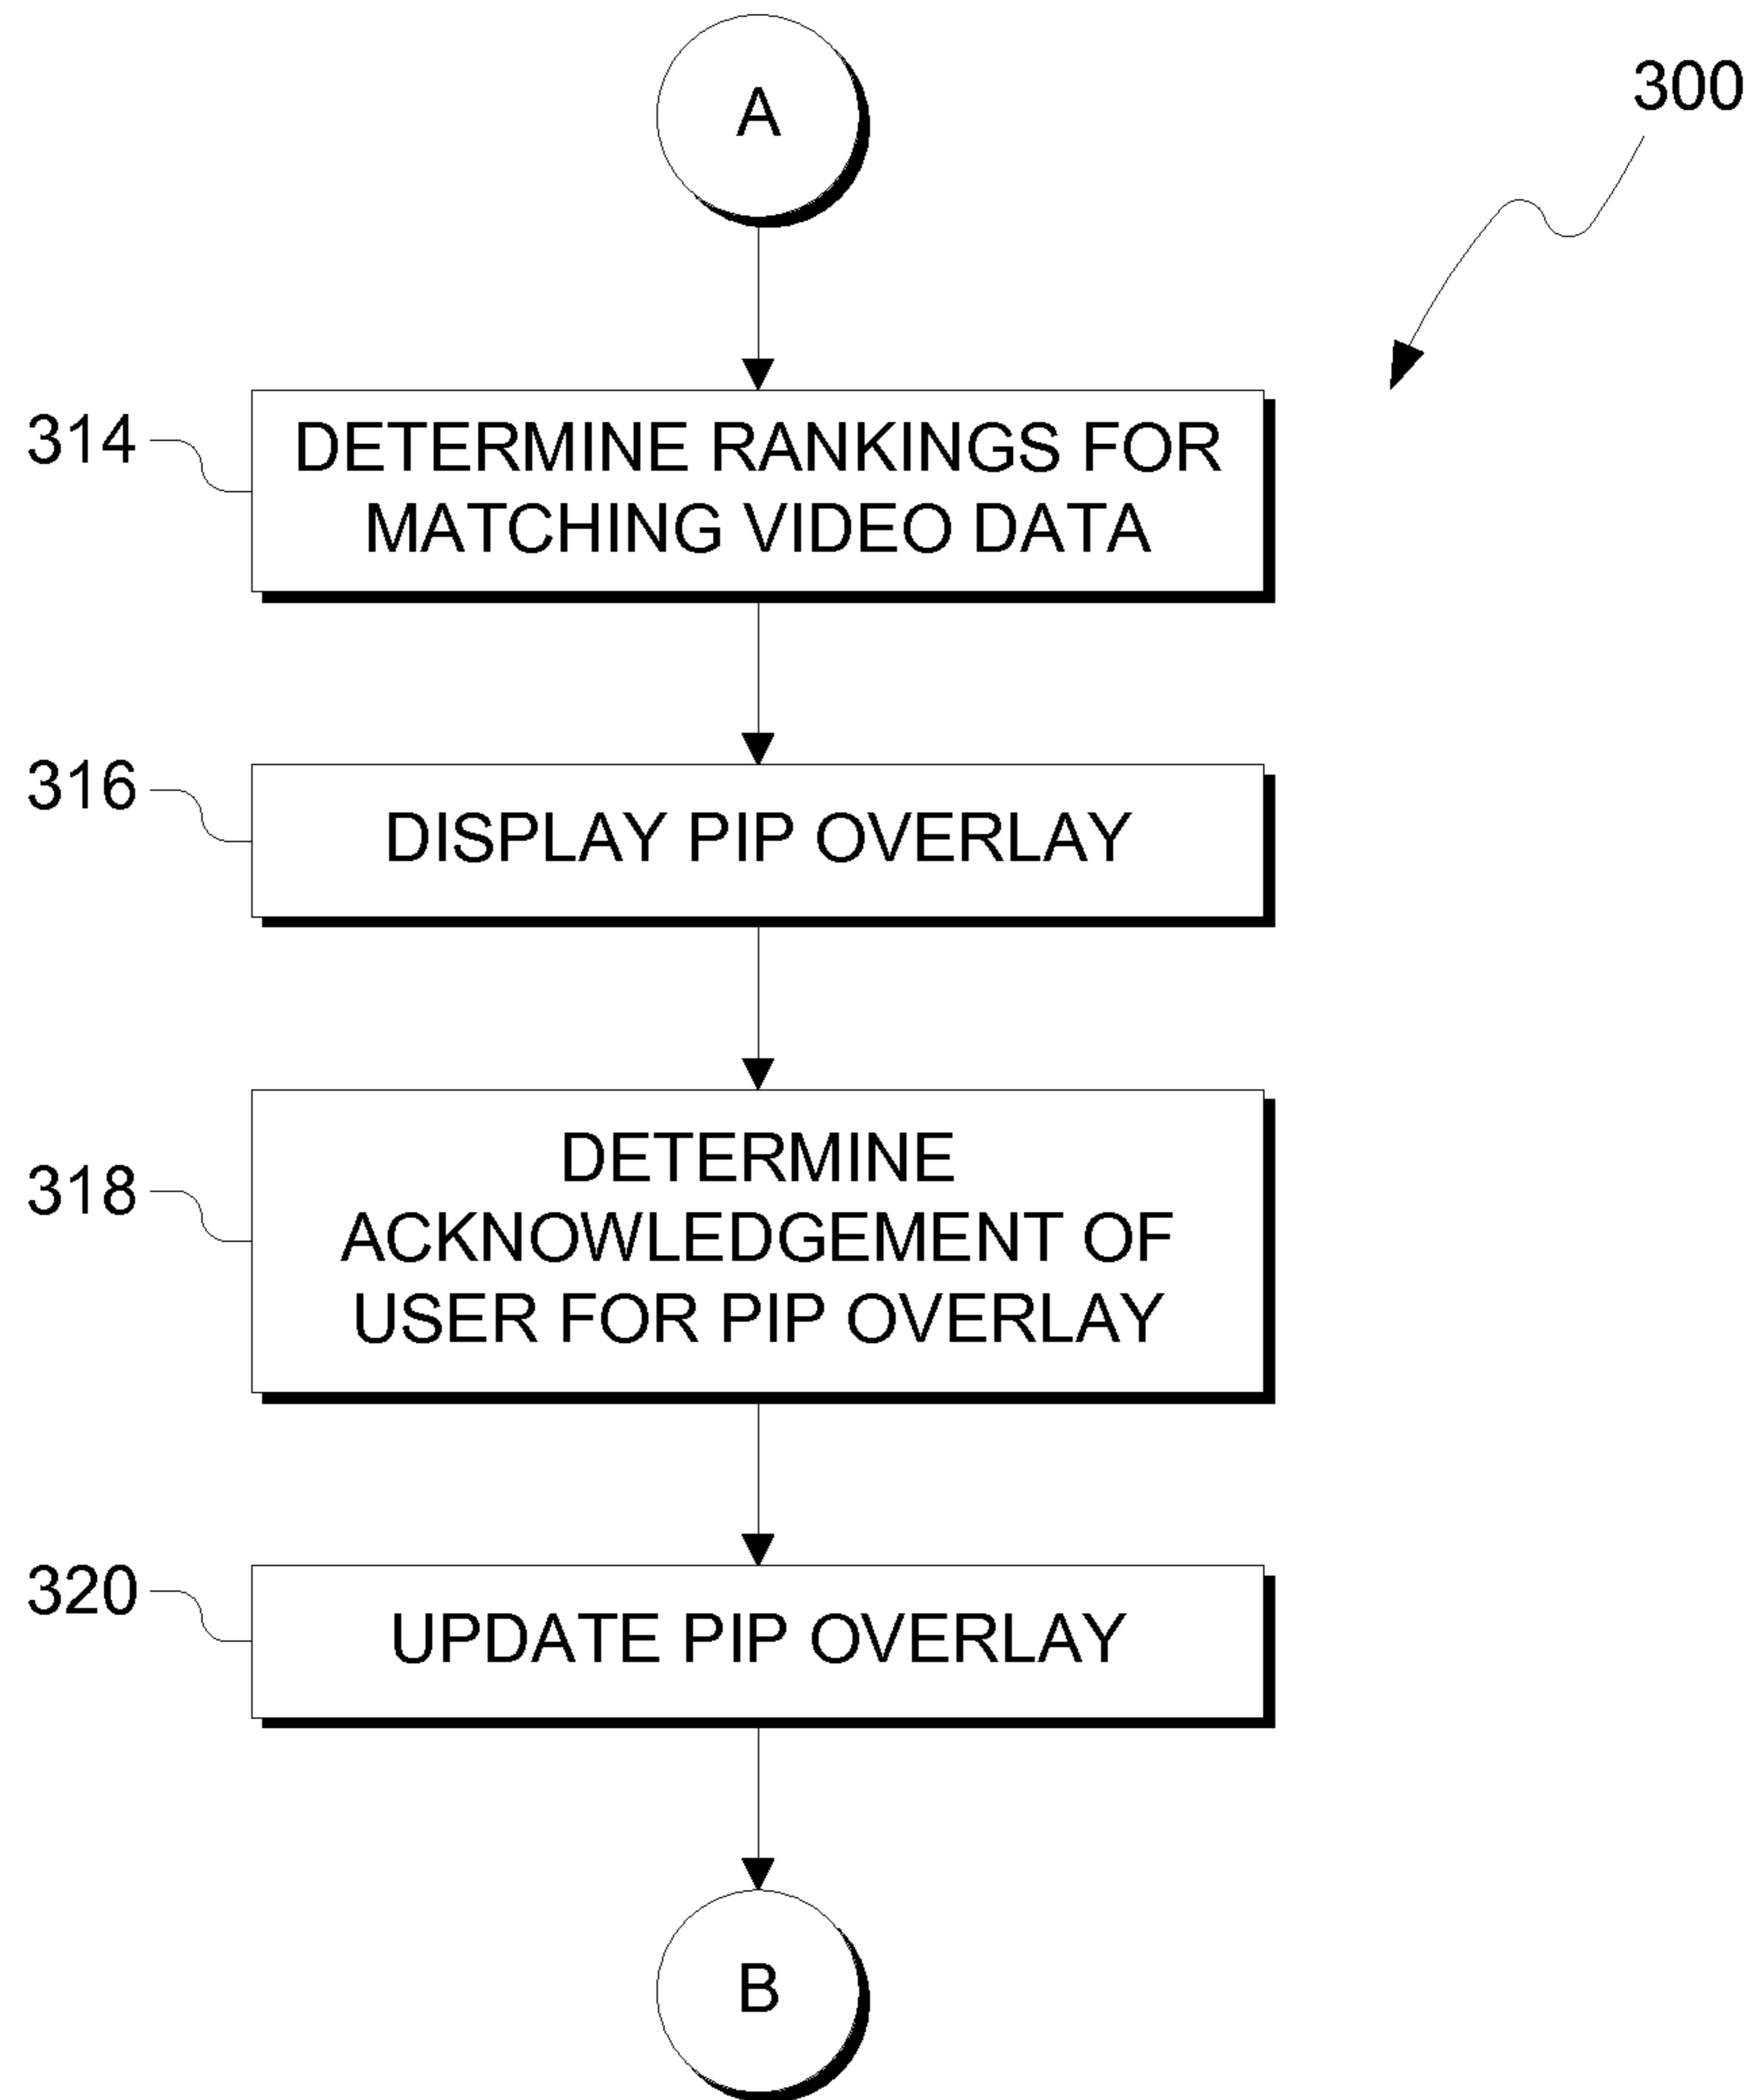 A
300
314
DETERMINE RANKINGS FOR
MATCHING VIDEO DATA
316
DISPLAY PIP OVERLAY
318
DETERMINE
ACKNOWLEDGEMENT OF
USER FOR PIP OVERLAY
320
UPDATE PIP OVERLAY
B